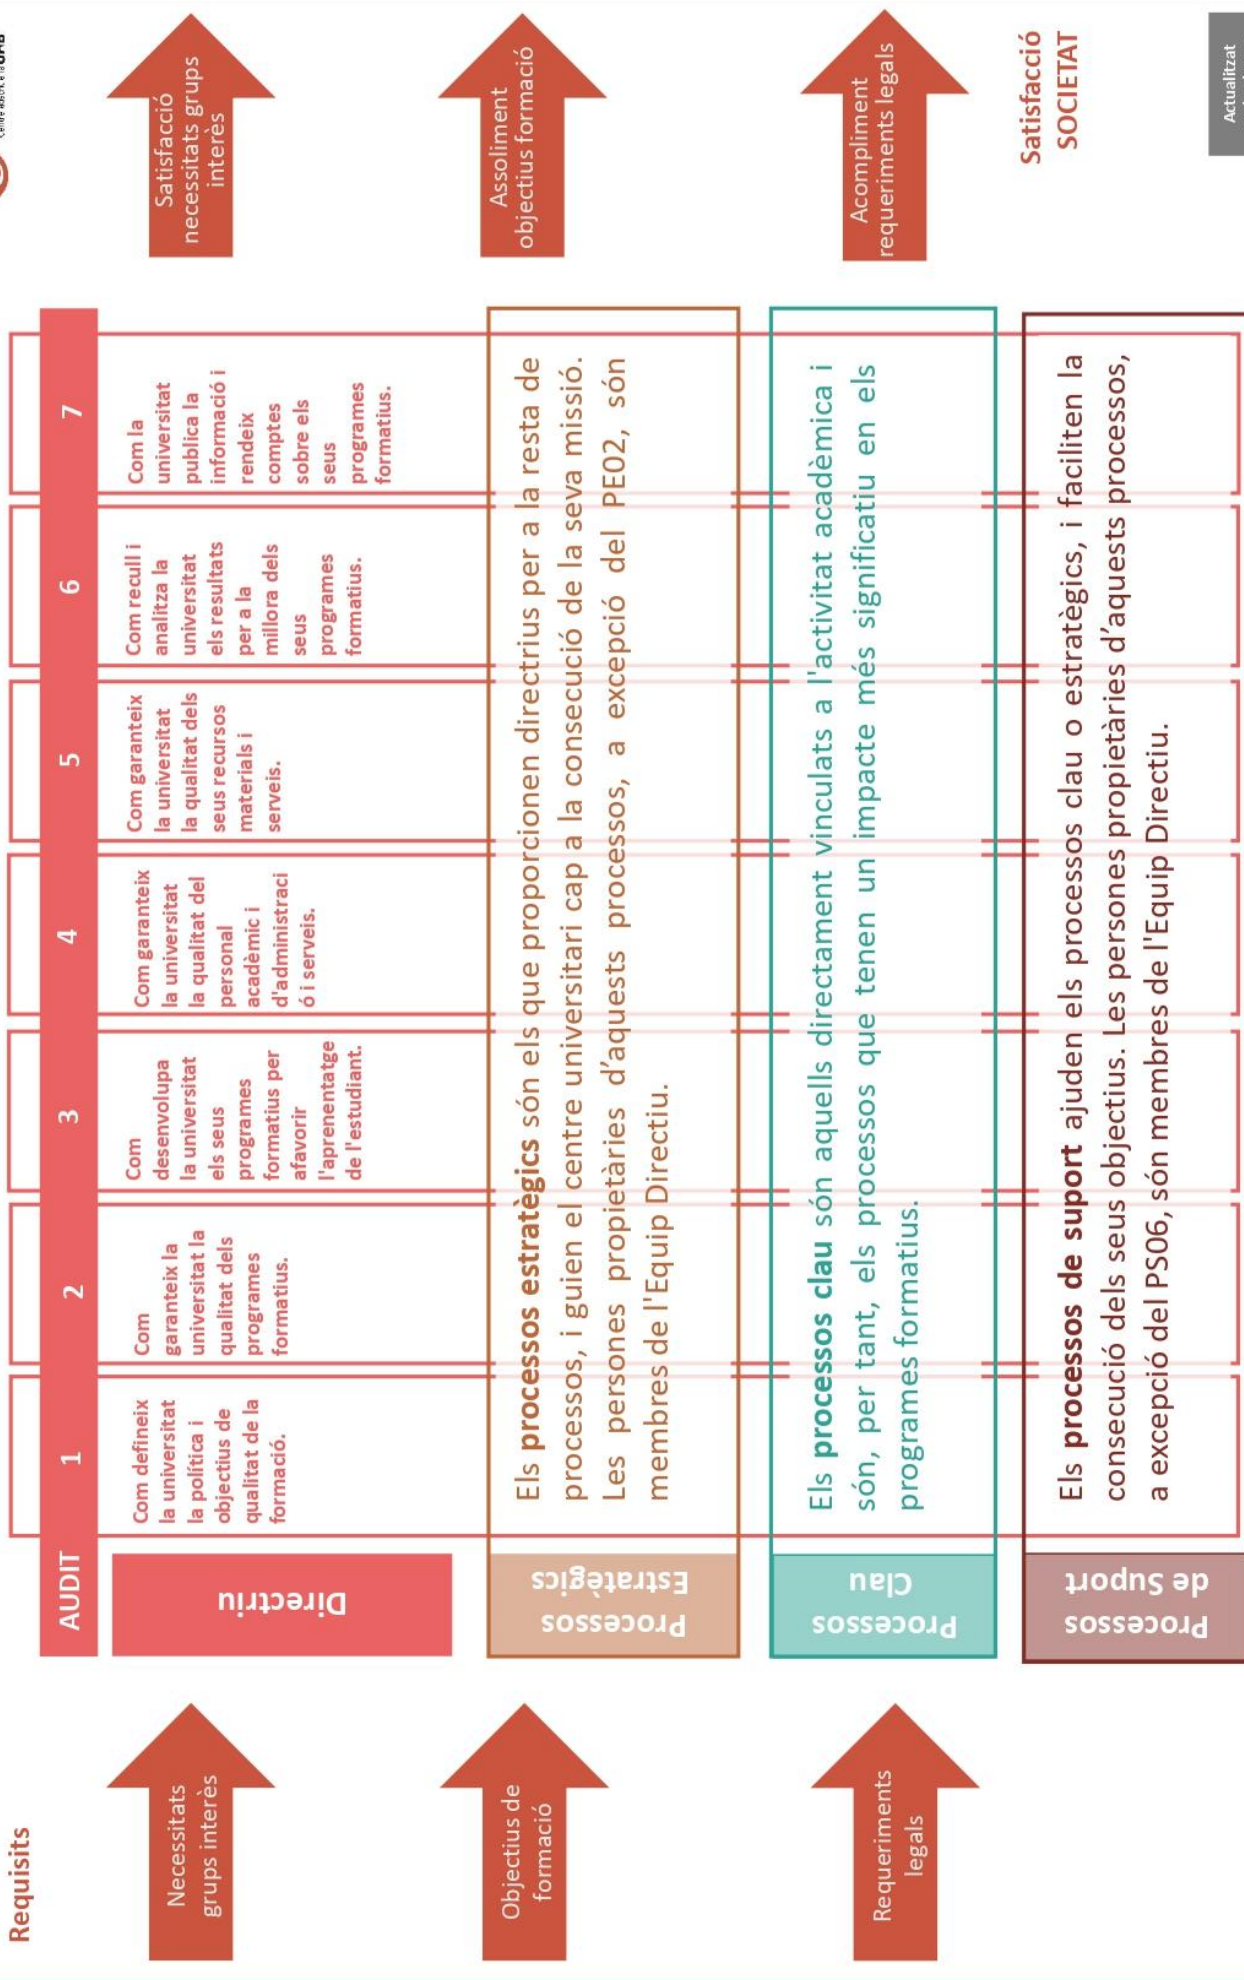 Requisits
Necessitats
grups interès
Objectius de
formació
Requeriments
legals
AUDIT
1
2
3
4
5
6
7
Directriu
Com defineix
la universitat
la política i
objectius de
qualitat de la
formació.
Com
garanteix la
universitat la
qualitat dels
programes
formatius.
Com
desenvolupa
la universitat
els seus
programes
formatius per
afavorir
l'aprenentatge
de l'estudiant.
Com garanteix
la universitat
la qualitat del
personal
acadèmic i
d'administraci
ó i serveis.
Com garanteix
la universitat
la qualitat dels
seus recursos
materials i
serveis.
Com recull i
analitza la
universitat
els resultats
per a la
millora dels
seus
programes
formatius.
Com la
universitat
publica la
informació i
rendeix
comptes
sobre els
seus
programes
formatius.
Processos
Estratègics
Els processos estratègics són els que proporcionen directrius per a la resta de
processos, i guien el centre universitari cap a la consecució de la seva missió.
Les persones propietàries d'aquests processos, a excepció del PE02, són
membres de l'Equip Directiu.
Processos
Clau
Els processos clau són aquells directament vinculats a l'activitat acadèmica i
són, per tant, els processos que tenen un impacte més significatiu en els
programes formatius.
Processos
de Suport
Els processos de suport ajuden els processos clau o estratègics, i faciliten la
consecució dels seus objectius. Les persones propietàries d'aquests processos,
a excepció del PS06, són membres de l'Equip Directiu.
Satisfacció
necessitats grups
interès
Assoliment
objectius formació
Acompliment
requeriments legals
Satisfacció
SOCIETAT
Actualitzat